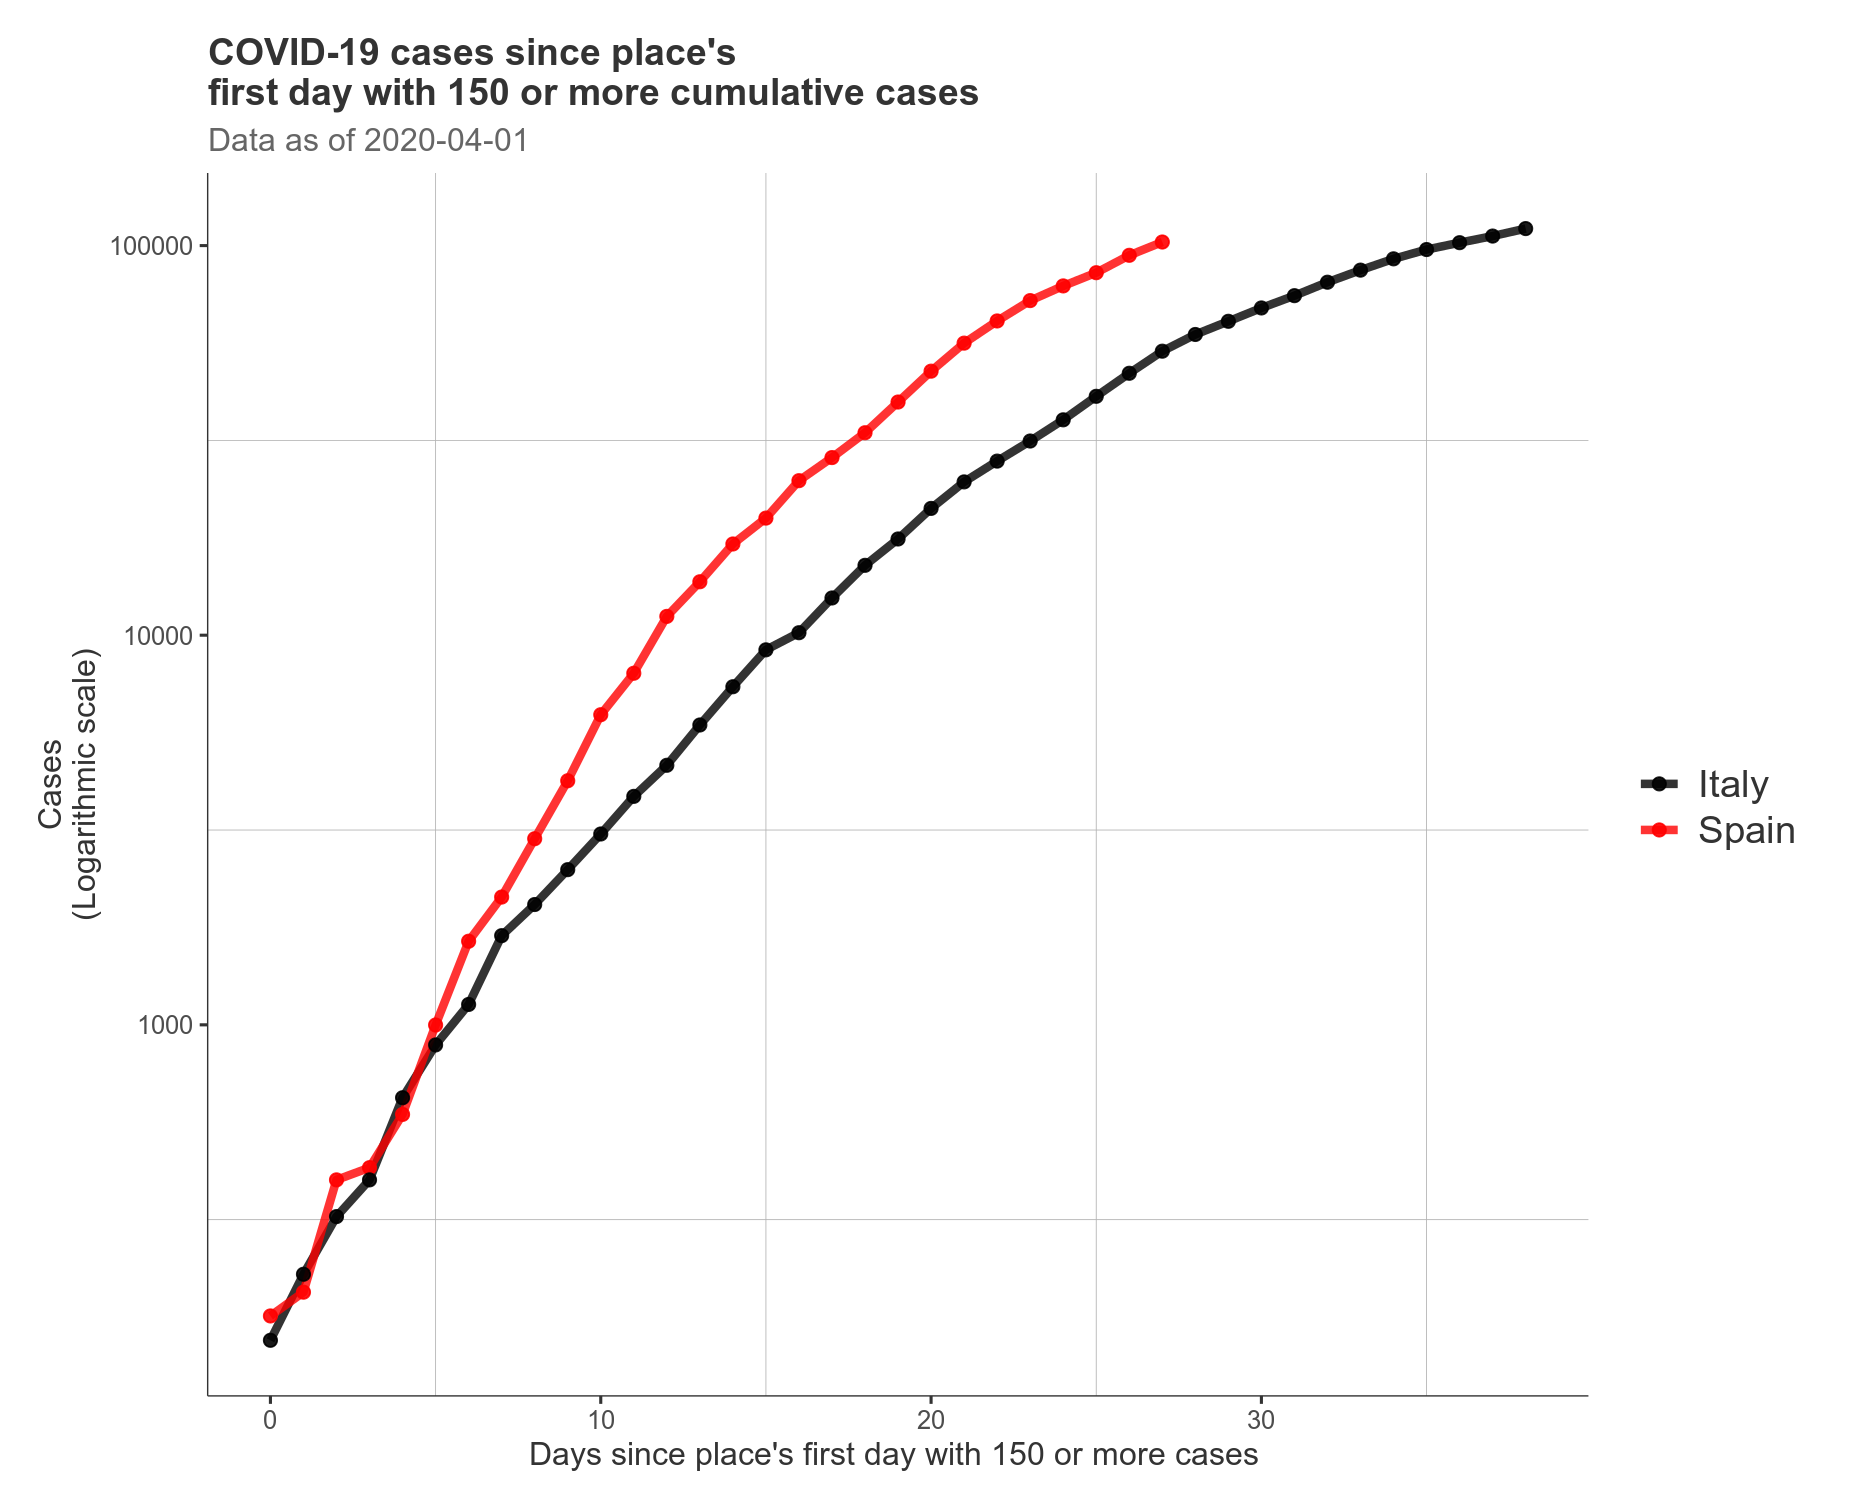 COVID-19 cases since place's
first day with 150 or more cumulative cases
Data as of 2020-04-01
100000
10000
1000
Cases
(Logarithmic scale)
0
10
20
30
Days since place's first day with 150 or more cases
Italy
Spain